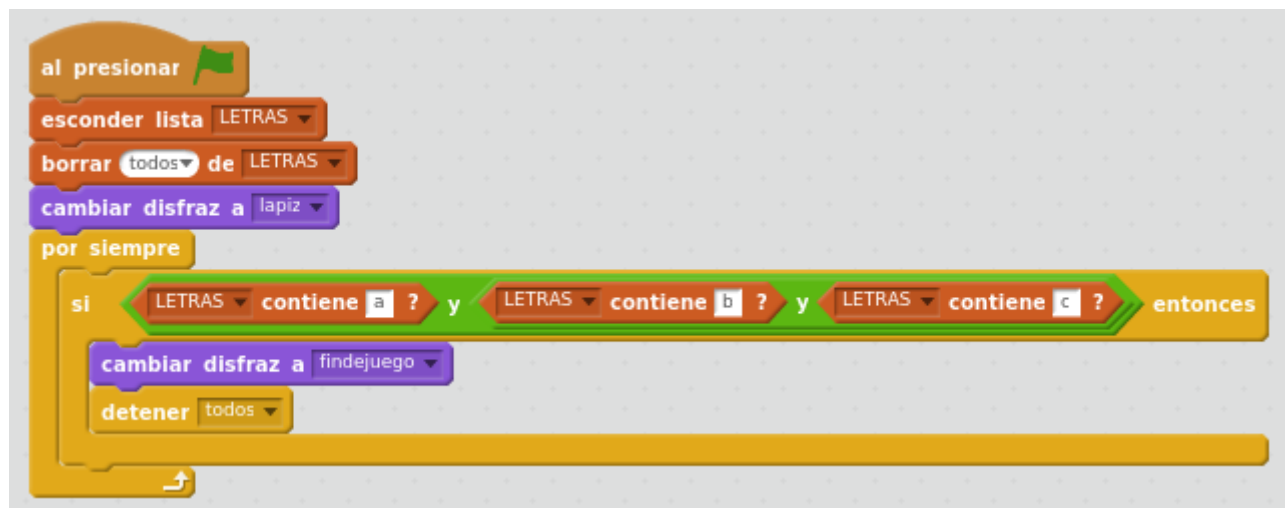 al presionar
esconder lista LETRAS
borrar todos de LETRAS
cambiar disfraz a lapiz
por siempre
si LETRAS contiene a ? y LETRAS contiene b ? y LETRAS contiene c ? entonces
cambiar disfraz a findejuego
detener todos